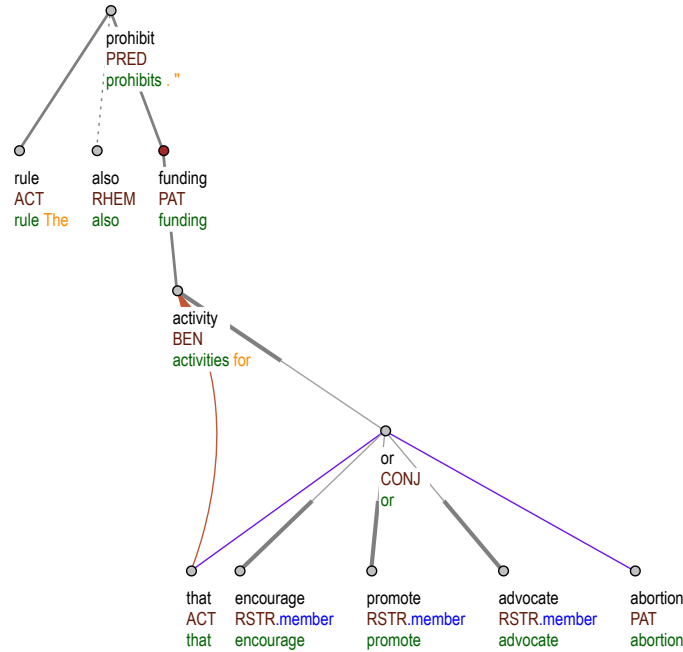 prohibit
PRED
prohibits . "
rule also funding
ACT RHEM PAT
rule The also funding
activity
BEN
activities for
or
CONJ
or
that encourage promote advocate abortion
ACT RSTR.member RSTR.member RSTR.member PAT
that encourage promote advocate abortion